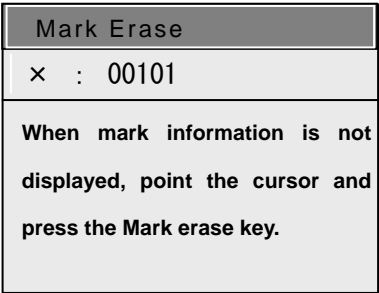 Mark Erase
× : 00101
When mark information is not
displayed, point the cursor and
press the Mark erase key.